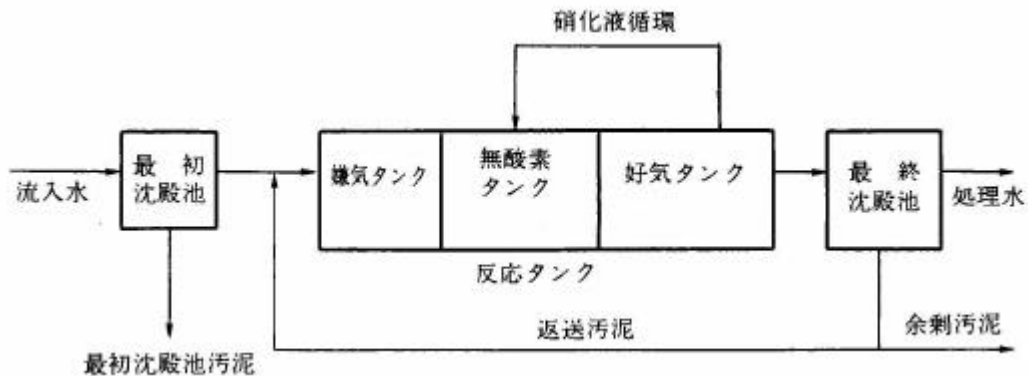 硝化液循環
最初
沈殿池
嫌気タンク
無酸素
タンク
好気タンク
最終
沈殿池
流入水
処理水
反応タンク
返送汚泥
余剰汚泥
最初沈殿池汚泥